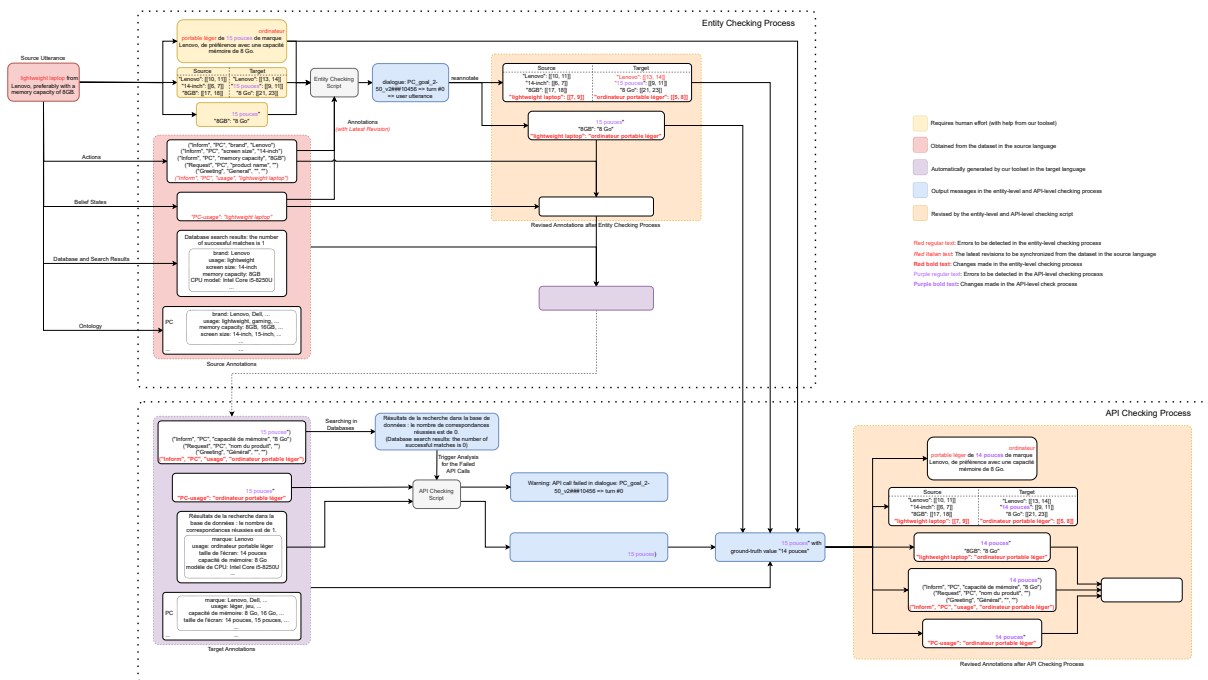 Entity Checking Process
Source Utterance
lightweight laptop from
Lenovo, preferably with a
memory capacity of 8GB.
ordinateur
portable léger de 15 pouces de marque
Lenovo, de préférence avec une capacité
mémoire de 8 Go.
Source Target
"Lenovo": [[10, 11]] "Lenovo": [[13, 14]]
"14-inch": [[6, 7]] "15 pouces": [[9, 11]]
"8GB": [[17, 18]] "8 Go": [[21, 23]]
15 pouces"
"8GB": "8 Go"
Entity Checking
Script
Annotations
(with Latest Revision)
dialogue: PC_goal_2-
50_v2###10456 => turn #0
=> user utterance
reannotate
Source Target
"Lenovo": [[10, 11]] "Lenovo": [[13, 14]]
"14-inch": [[6, 7]] "15 pouces": [[9, 11]]
"8GB": [[17, 18]] "8 Go": [[21, 23]]
"lightweight laptop": [[7, 9]] "ordinateur portable léger": [[5, 8]]
15 pouces"
"8GB": "8 Go"
"lightweight laptop": "ordinateur portable léger"
Revised Annotations after Entity Checking Process
Actions
("Inform", "PC", "brand", "Lenovo")
("Inform", "PC", "screen size", "14-inch")
("Inform", "PC", "memory capacity", "8GB")
("Request", "PC", "product name", "")
("Greeting", "General", "", "")
("Inform", "PC", "usage", "lightweight laptop")
Belief States
"PC-usage": "lightweight laptop"
Database and Search Results
Database search results: the number
of successful matches is 1
brand: Lenovo
usage: lightweight
screen size: 14-inch
memory capacity: 8GB
CPU model: Intel Core i5-8250U
...
Ontology
PC
brand: Lenovo, Dell, ...
usage: lightweight, gaming, ...
memory capacity: 8GB, 16GB, ...
screen size: 14-inch, 15-inch, ...
...
... ...
Source Annotations
Requires human effort (with help from our toolset)
Obtained from the dataset in the source language
Automatically generated by our toolset in the target language
Output messages in the entity-level and API-level checking process
Revised by the entity-level and API-level checking script
Red regular text: Errors to be detected in the entity-level checking process
Red italian text: The latest revisions to be synchronized from the dataset in the source language
Red bold text: Changes made in the entity-level checking process
Purple regular text: Errors to be detected in the API-level checking process
Purple bold text: Changes made in the API-level check process
API Checking Process
15 pouces")
("Inform", "PC", "capacité de mémoire", "8 Go")
("Request", "PC", "nom du produit", "")
("Greeting", "Général", "", "")
("Inform", "PC", "usage", "ordinateur portable léger")
Searching in
Databases
Résultats de la recherche dans la base de
données : le nombre de correspondances
réussies est de 0.
(Database search results: the number of
successful matches is 0)
Trigger Analysis
for the Failed
API Calls
15 pouces"
"PC-usage": "ordinateur portable léger"
API Checking
Script
Warning: API call failed in dialogue: PC_goal_2-
50_v2###10456 => turn #0
15 pouces)
15 pouces" with
ground-truth value "14 pouces"
Résultats de la recherche dans la
base de données : le nombre de
correspondances réussies est de 1.
marque: Lenovo
usage: ordinateur portable léger
taille de l'écran: 14 pouces
capacité de mémoire: 8 Go
modèle de CPU: Intel Core i5-8250U
...
PC
marque: Lenovo, Dell, ...
usage: léger, jeu, ...
capacité de mémoire: 8 Go, 16 Go, ...
taille de l'écran: 14 pouces, 15 pouces, ...
...
... ...
Target Annotations
ordinateur
portable léger de 14 pouces de marque
Lenovo, de préférence avec une capacité
mémoire de 8 Go.
Source Target
"Lenovo": [[10, 11]] "Lenovo": [[13, 14]]
"14-inch": [[6, 7]] "14 pouces": [[9, 11]]
"8GB": [[17, 18]] "8 Go": [[21, 23]]
"lightweight laptop": [[7, 9]] "ordinateur portable léger": [[5, 8]]
14 pouces"
"8GB": "8 Go"
"lightweight laptop": "ordinateur portable léger"
14 pouces")
("Inform", "PC", "capacité de mémoire", "8 Go")
("Request", "PC", "nom du produit", "")
("Greeting", "Général", "", "")
("Inform", "PC", "usage", "ordinateur portable léger")
14 pouces"
"PC-usage": "ordinateur portable léger"
Revised Annotations after API Checking Process